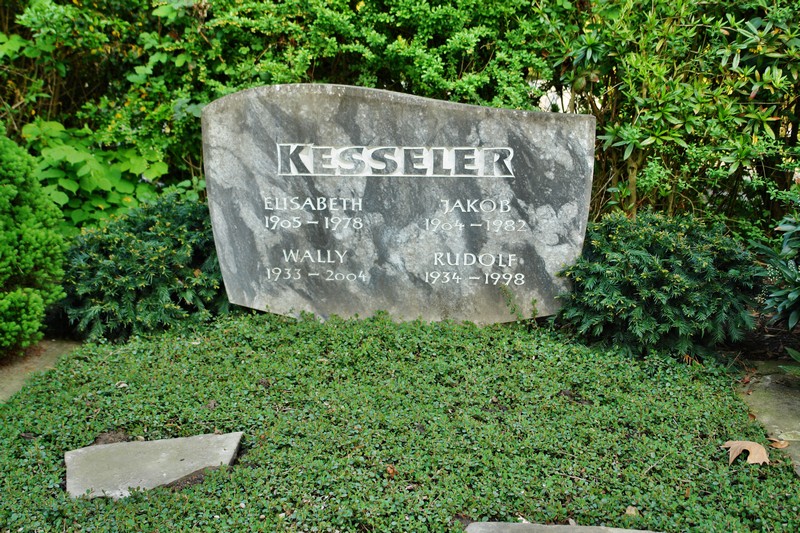 KESSELER
ELISABETH JAKOB
1905 – 1978 1904 – 1982
WALLY RUDOLF
1933 – 2004 1934 – 1998